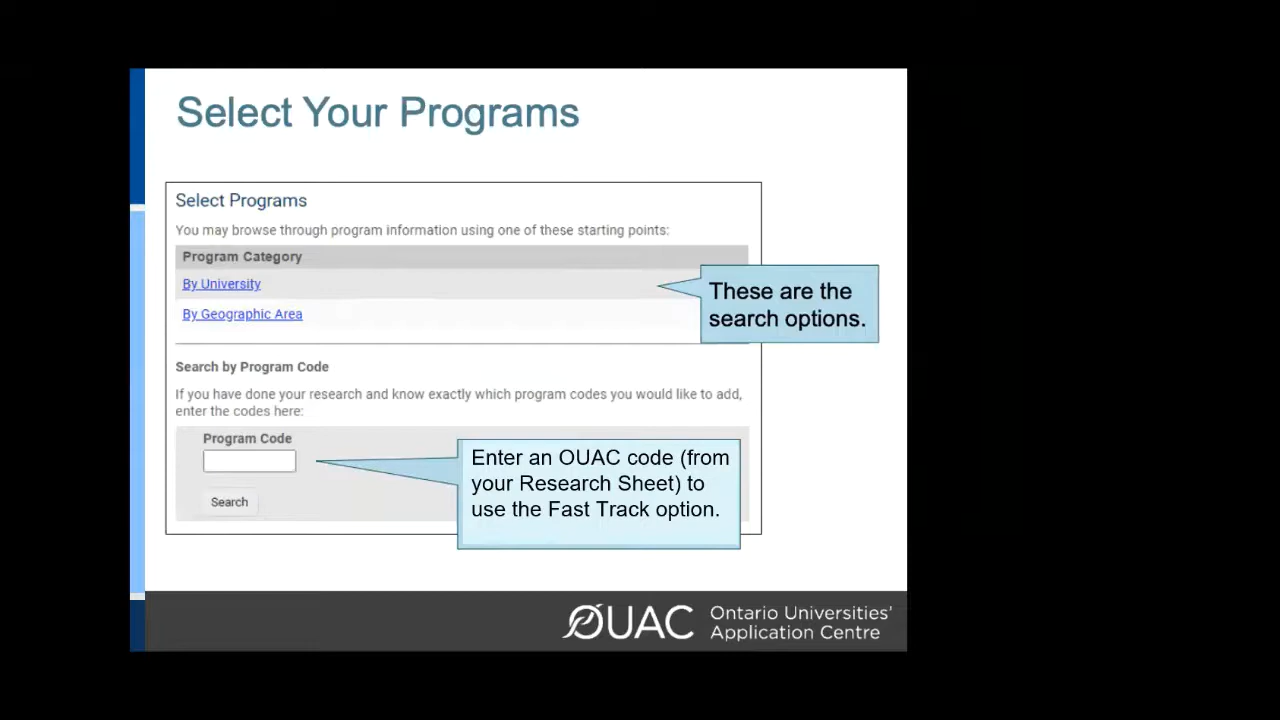 Select Your Programs
Select Programs
You may browse through program information using one of these starting points:
Program Category
By University
By Geographic Area
These are the
search options.
Search by Program Code
If you have done your research and know exactly which program codes you would like to add,
enter the codes here:
Program Code
Search
Enter an OUAC code (from
your Research Sheet) to
use the Fast Track option.
OUAC
Ontario Universities'
Application Centre